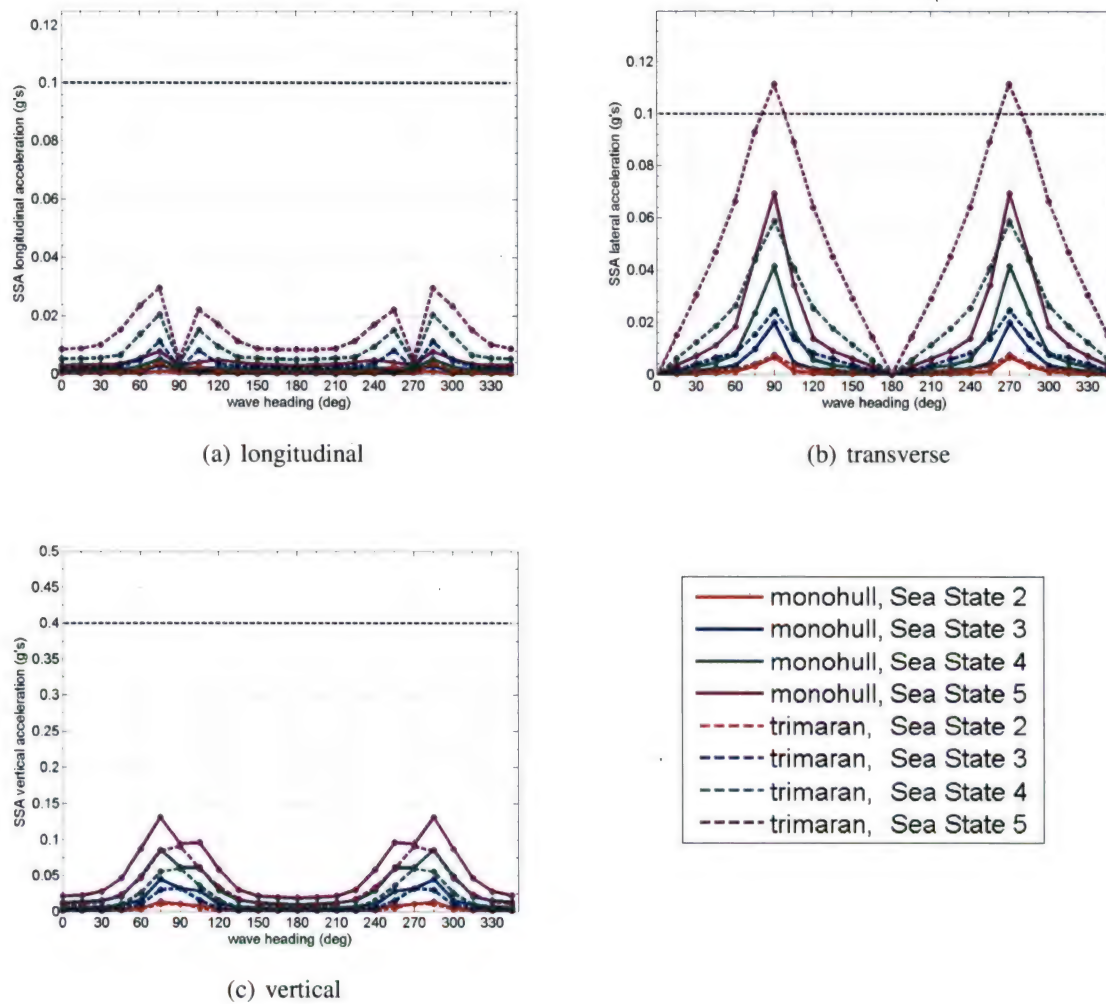 0.12
0.1
0.08
0.06
0.04
0.02
0
SSA longitudinal acceleration (g's)
0 30 60 90 120 150 180 210 240 270 300 330
wave heading (deg)
(a) longitudinal
0.12
0.1
0.08
0.06
0.04
0.02
0
SSA lateral acceleration (g's)
0 30 60 90 120 150 180 210 240 270 300 330
wave heading (deg)
(b) transverse
0.5
0.45
0.4
0.35
0.3
0.25
0.2
0.15
0.1
0.05
0
SSA vertical acceleration (g's)
0 30 60 90 120 150 180 210 240 270 300 330
wave heading (deg)
(c) vertical
monohull, Sea State 2
monohull, Sea State 3
monohull, Sea State 4
monohull, Sea State 5
trimaran, Sea State 2
trimaran, Sea State 3
trimaran, Sea State 4
trimaran, Sea State 5